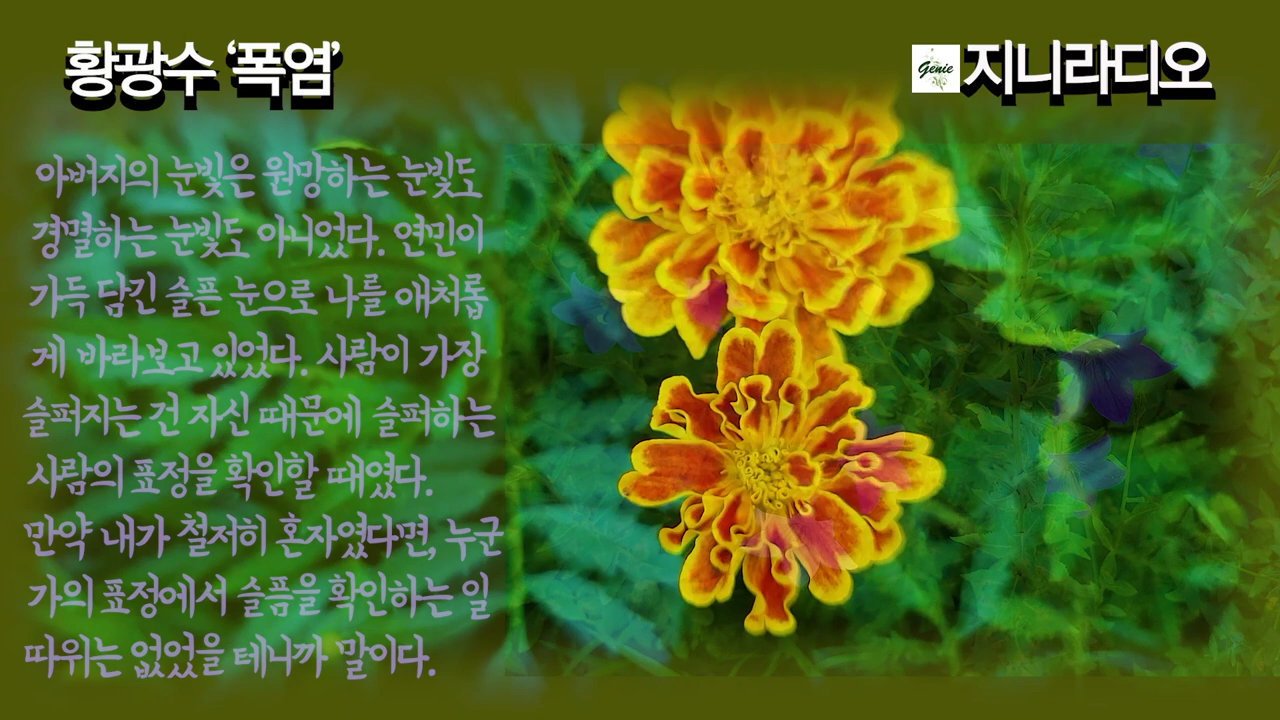 황광수 ‘폭염’
Genie
지니라디오
아버지의 눈빛은 원망하는 눈빛도
경멸하는 눈빛도 아니었다. 연민이
가득 담긴 슬픈 눈으로 나를 애처롭
게 바라보고 있었다. 사람이 가장
슬퍼지는 건 자신 때문에 슬퍼하는
사람의 표정을 확인할 때였다.
만약 내가 철저히 혼자였다면, 누군
가의 표정에서 슬픔을 확인하는 일
따위는 없었을 테니까 말이다.